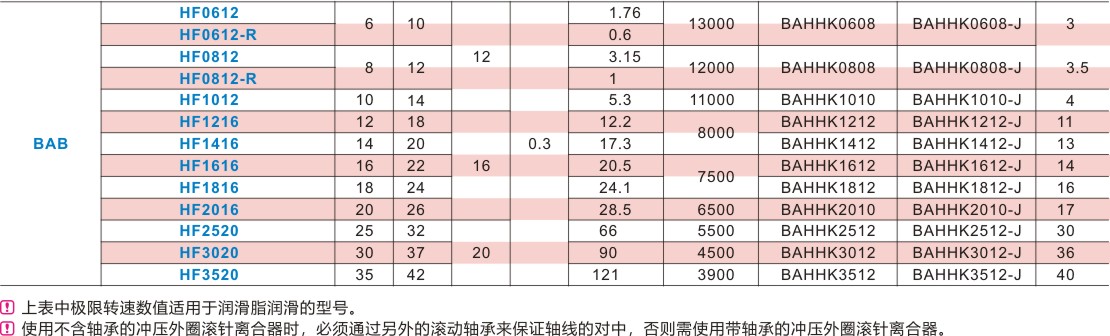 HF0612 6 10 1.76 13000 BAHHK0608 BAHHK0608-J 3
HF0612-R 0.6
HF0812 8 12 12 3.15 12000 BAHHK0808 BAHHK0808-J 3.5
HF0812-R 1
HF1012 10 14 5.3 11000 BAHHK1010 BAHHK1010-J 4
HF1216 12 18 12.2 8000 BAHHK1212 BAHHK1212-J 11
BAB HF1416 14 20 0.3 17.3 BAHHK1412 BAHHK1412-J 13
HF1616 16 22 16 20.5 7500 BAHHK1612 BAHHK1612-J 14
HF1816 18 24 24.1 BAHHK1812 BAHHK1812-J 16
HF2016 20 26 28.5 6500 BAHHK2010 BAHHK2010-J 17
HF2520 25 32 66 5500 BAHHK2512 BAHHK2512-J 30
HF3020 30 37 20 90 4500 BAHHK3012 BAHHK3012-J 36
HF3520 35 42 121 3900 BAHHK3512 BAHHK3512-J 40
! 上表中极限转速数值适用于润滑脂润滑的型号。
! 使用不含轴承的冲压外圈滚针离合器时，必须通过另外的滚动轴承来保证轴线的对中，否则需使用带轴承的冲压外圈滚针离合器。